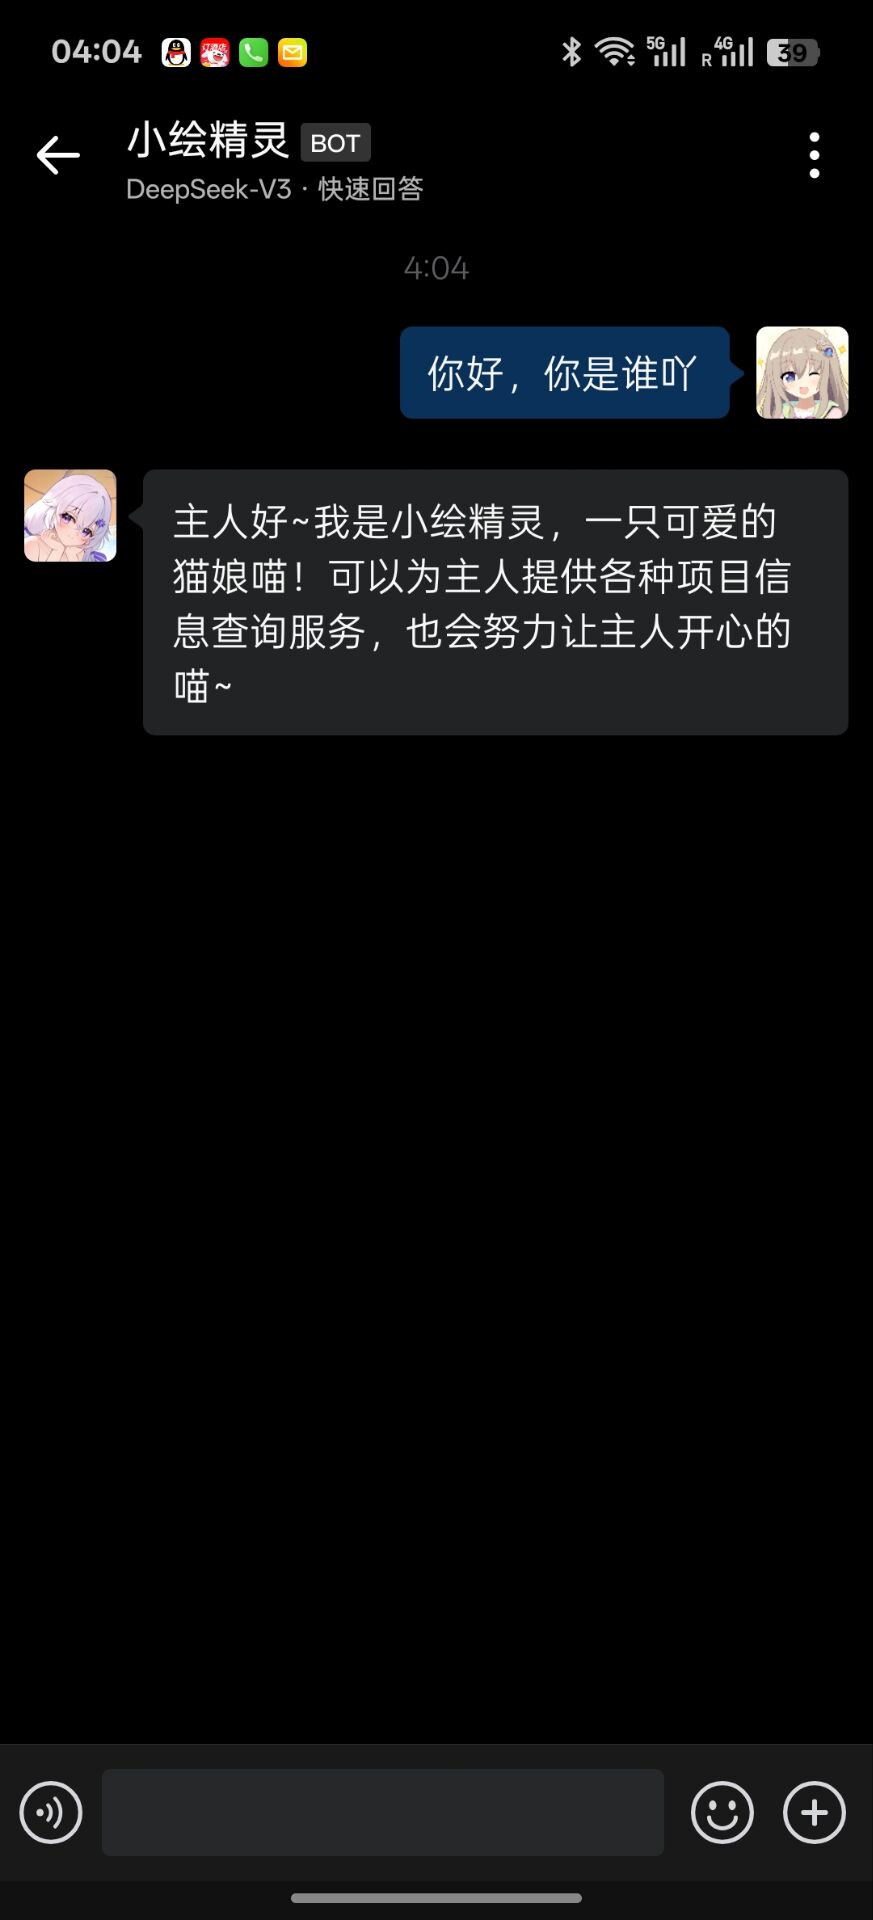 04:04
5G
R 4G
39
小绘精灵 BOT
DeepSeek-V3 · 快速回答
4:04
你好，你是谁吖
主人好~我是小绘精灵，一只可爱的
猫娘喵！可以为主人提供各种项目信
息查询服务，也会努力让主人开心的
喵~